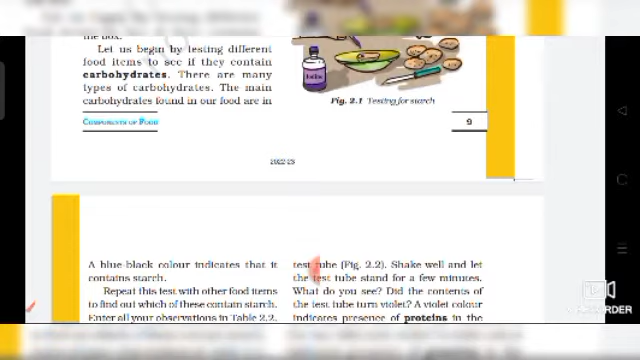 the box.
Let us begin by testing different
food items to see if they contain
carbohydrates. There are many
types of carbohydrates. The main
carbohydrates found in our food are in
Iodine
Fig. 2.1 Testing for starch
COMPONENTS OF FOOD
9
2022-23
A blue-black colour indicates that it
contains starch.
Repeat this test with other food items
to find out which of these contain starch.
Enter all your observations in Table 2.2.
test tube (Fig. 2.2). Shake well and let
the test tube stand for a few minutes.
What do you see? Did the contents of
the test tube turn violet? A violet colour
indicates presence of proteins in the